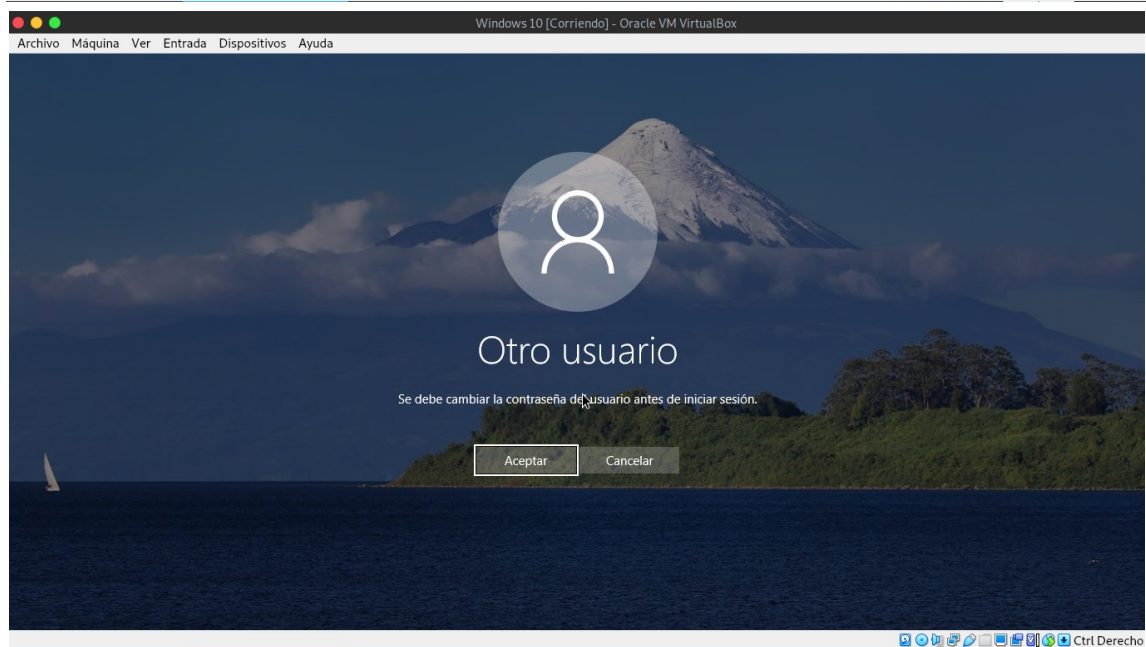 Windows 10 [Corriendo] - Oracle VM VirtualBox
Archivo Máquina Ver Entrada Dispositivos Ayuda
Otro usuario
Se debe cambiar la contraseña de usuario antes de iniciar sesión.
Aceptar Cancelar
Ctrl Derecho